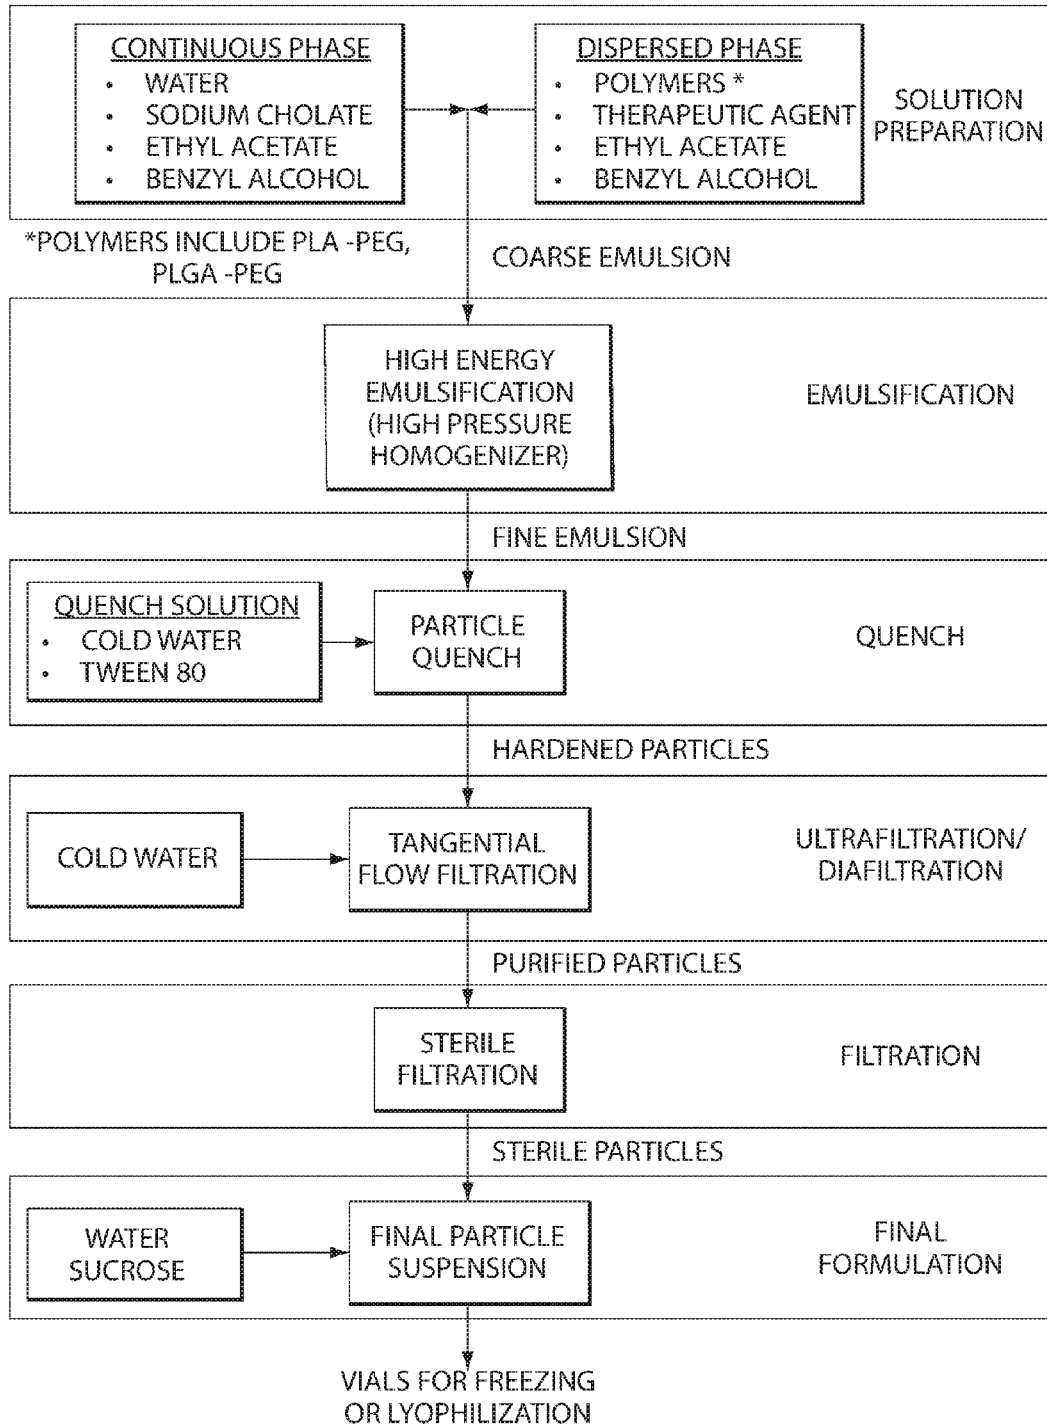 CONTINUOUS PHASE
• WATER
• SODIUM CHOLATE
• ETHYL ACETATE
• BENZYL ALCOHOL
DISPERSED PHASE
• POLYMERS *
• THERAPEUTIC AGENT
• ETHYL ACETATE
• BENZYL ALCOHOL
SOLUTION
PREPARATION
*POLYMERS INCLUDE PLA -PEG,
PLGA -PEG
COARSE EMULSION
HIGH ENERGY
EMULSIFICATION
(HIGH PRESSURE
HOMOGENIZER)
EMULSIFICATION
FINE EMULSION
QUENCH SOLUTION
• COLD WATER
• TWEEN 80
PARTICLE
QUENCH
QUENCH
HARDENED PARTICLES
COLD WATER
TANGENTIAL
FLOW FILTRATION
ULTRAFILTRATION/
DIAFILTRATION
PURIFIED PARTICLES
STERILE
FILTRATION
FILTRATION
STERILE PARTICLES
WATER
SUCROSE
FINAL PARTICLE
SUSPENSION
FINAL
FORMULATION
VIALS FOR FREEZING
OR LYOPHILIZATION